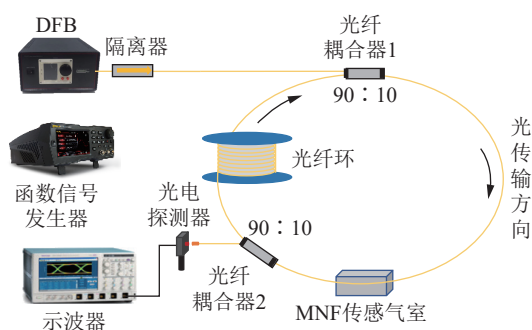 DFB
隔离器
光纤
耦合器1
90：10
函数信号
发生器
光纤环
光传输方向
光电
探测器
90：10
光纤
耦合器2
MNF传感气室
示波器